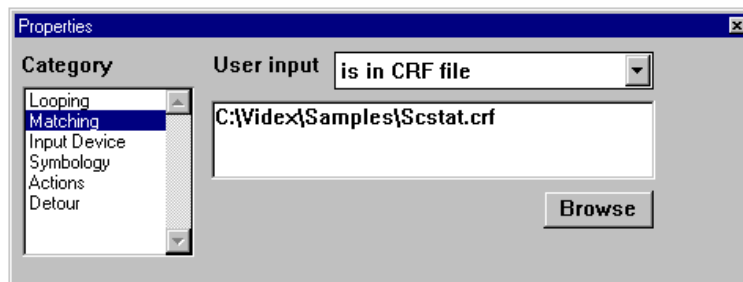 Properties
Category
User input
is in CRF file
Looping
Matching
Input Device
Symbology
Actions
Detour
C:\Videx\Samples\Scstat.crf
Browse